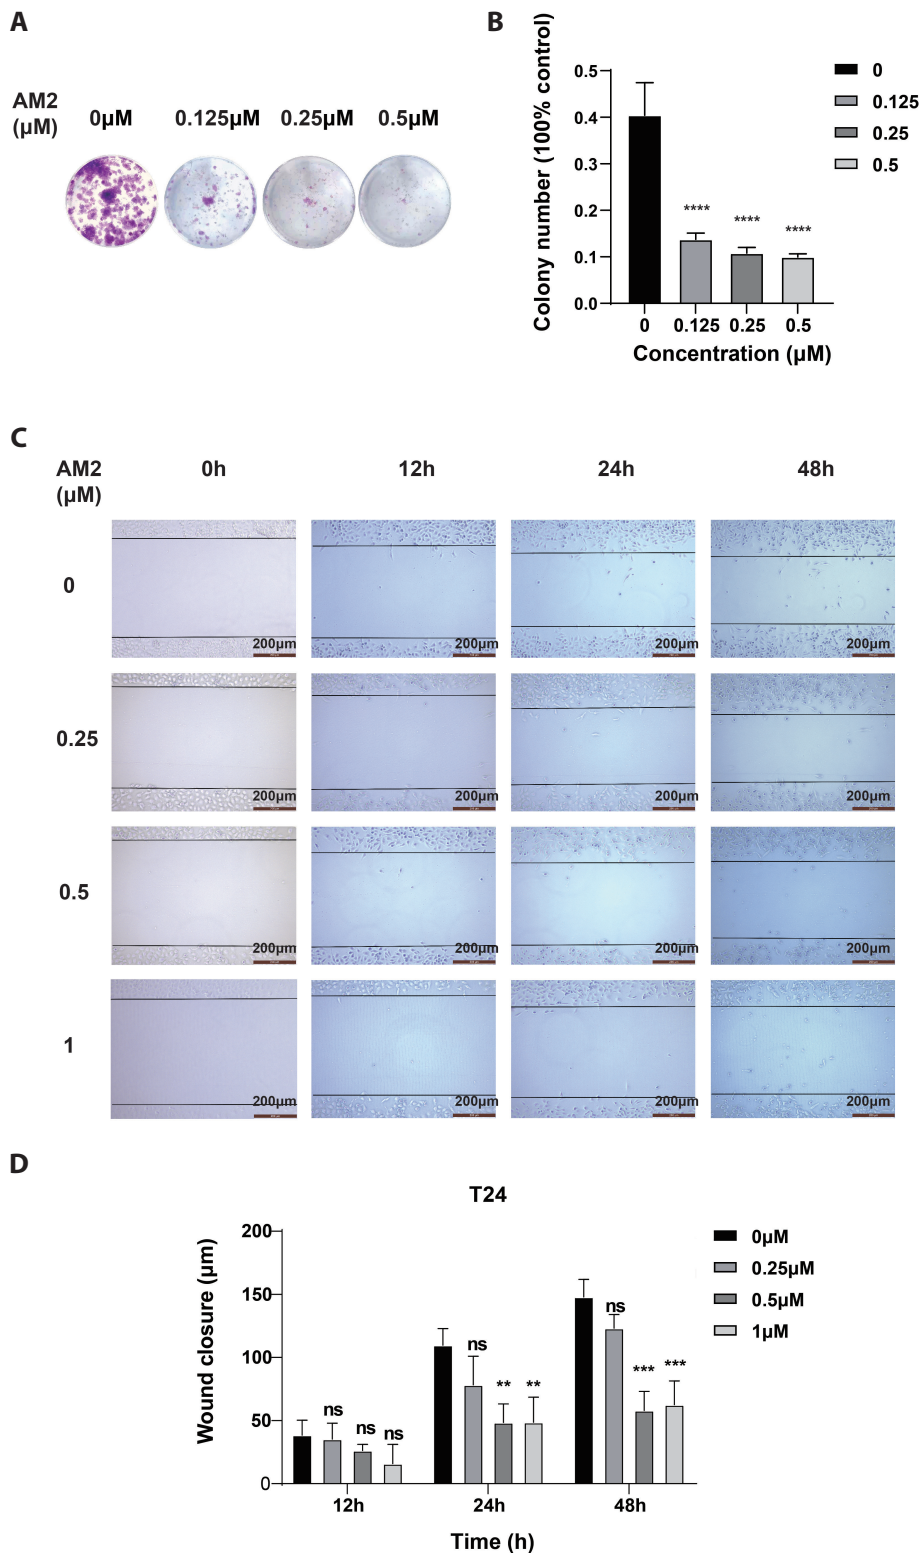 A
AM2
(µM)
0µM
0.125µM
0.25µM
0.5µM
B
Colony number (100% control)
0.5
0.4
0.3
0.2
0.1
0.0
****
****
****
0
0.125
0.25
0.5
Concentration (µM)
0
0.125
0.25
0.5
C
AM2
(µM)
0h
12h
24h
48h
0
200µm
200µm
200µm
200µm
0.25
200µm
200µm
200µm
200µm
0.5
200µm
200µm
200µm
200µm
1
200µm
200µm
200µm
200µm
D
T24
Wound closure (µm)
200
150
100
50
0
ns
ns
ns
ns
**
**
ns
***
***
12h
24h
48h
Time (h)
0µM
0.25µM
0.5µM
1µM